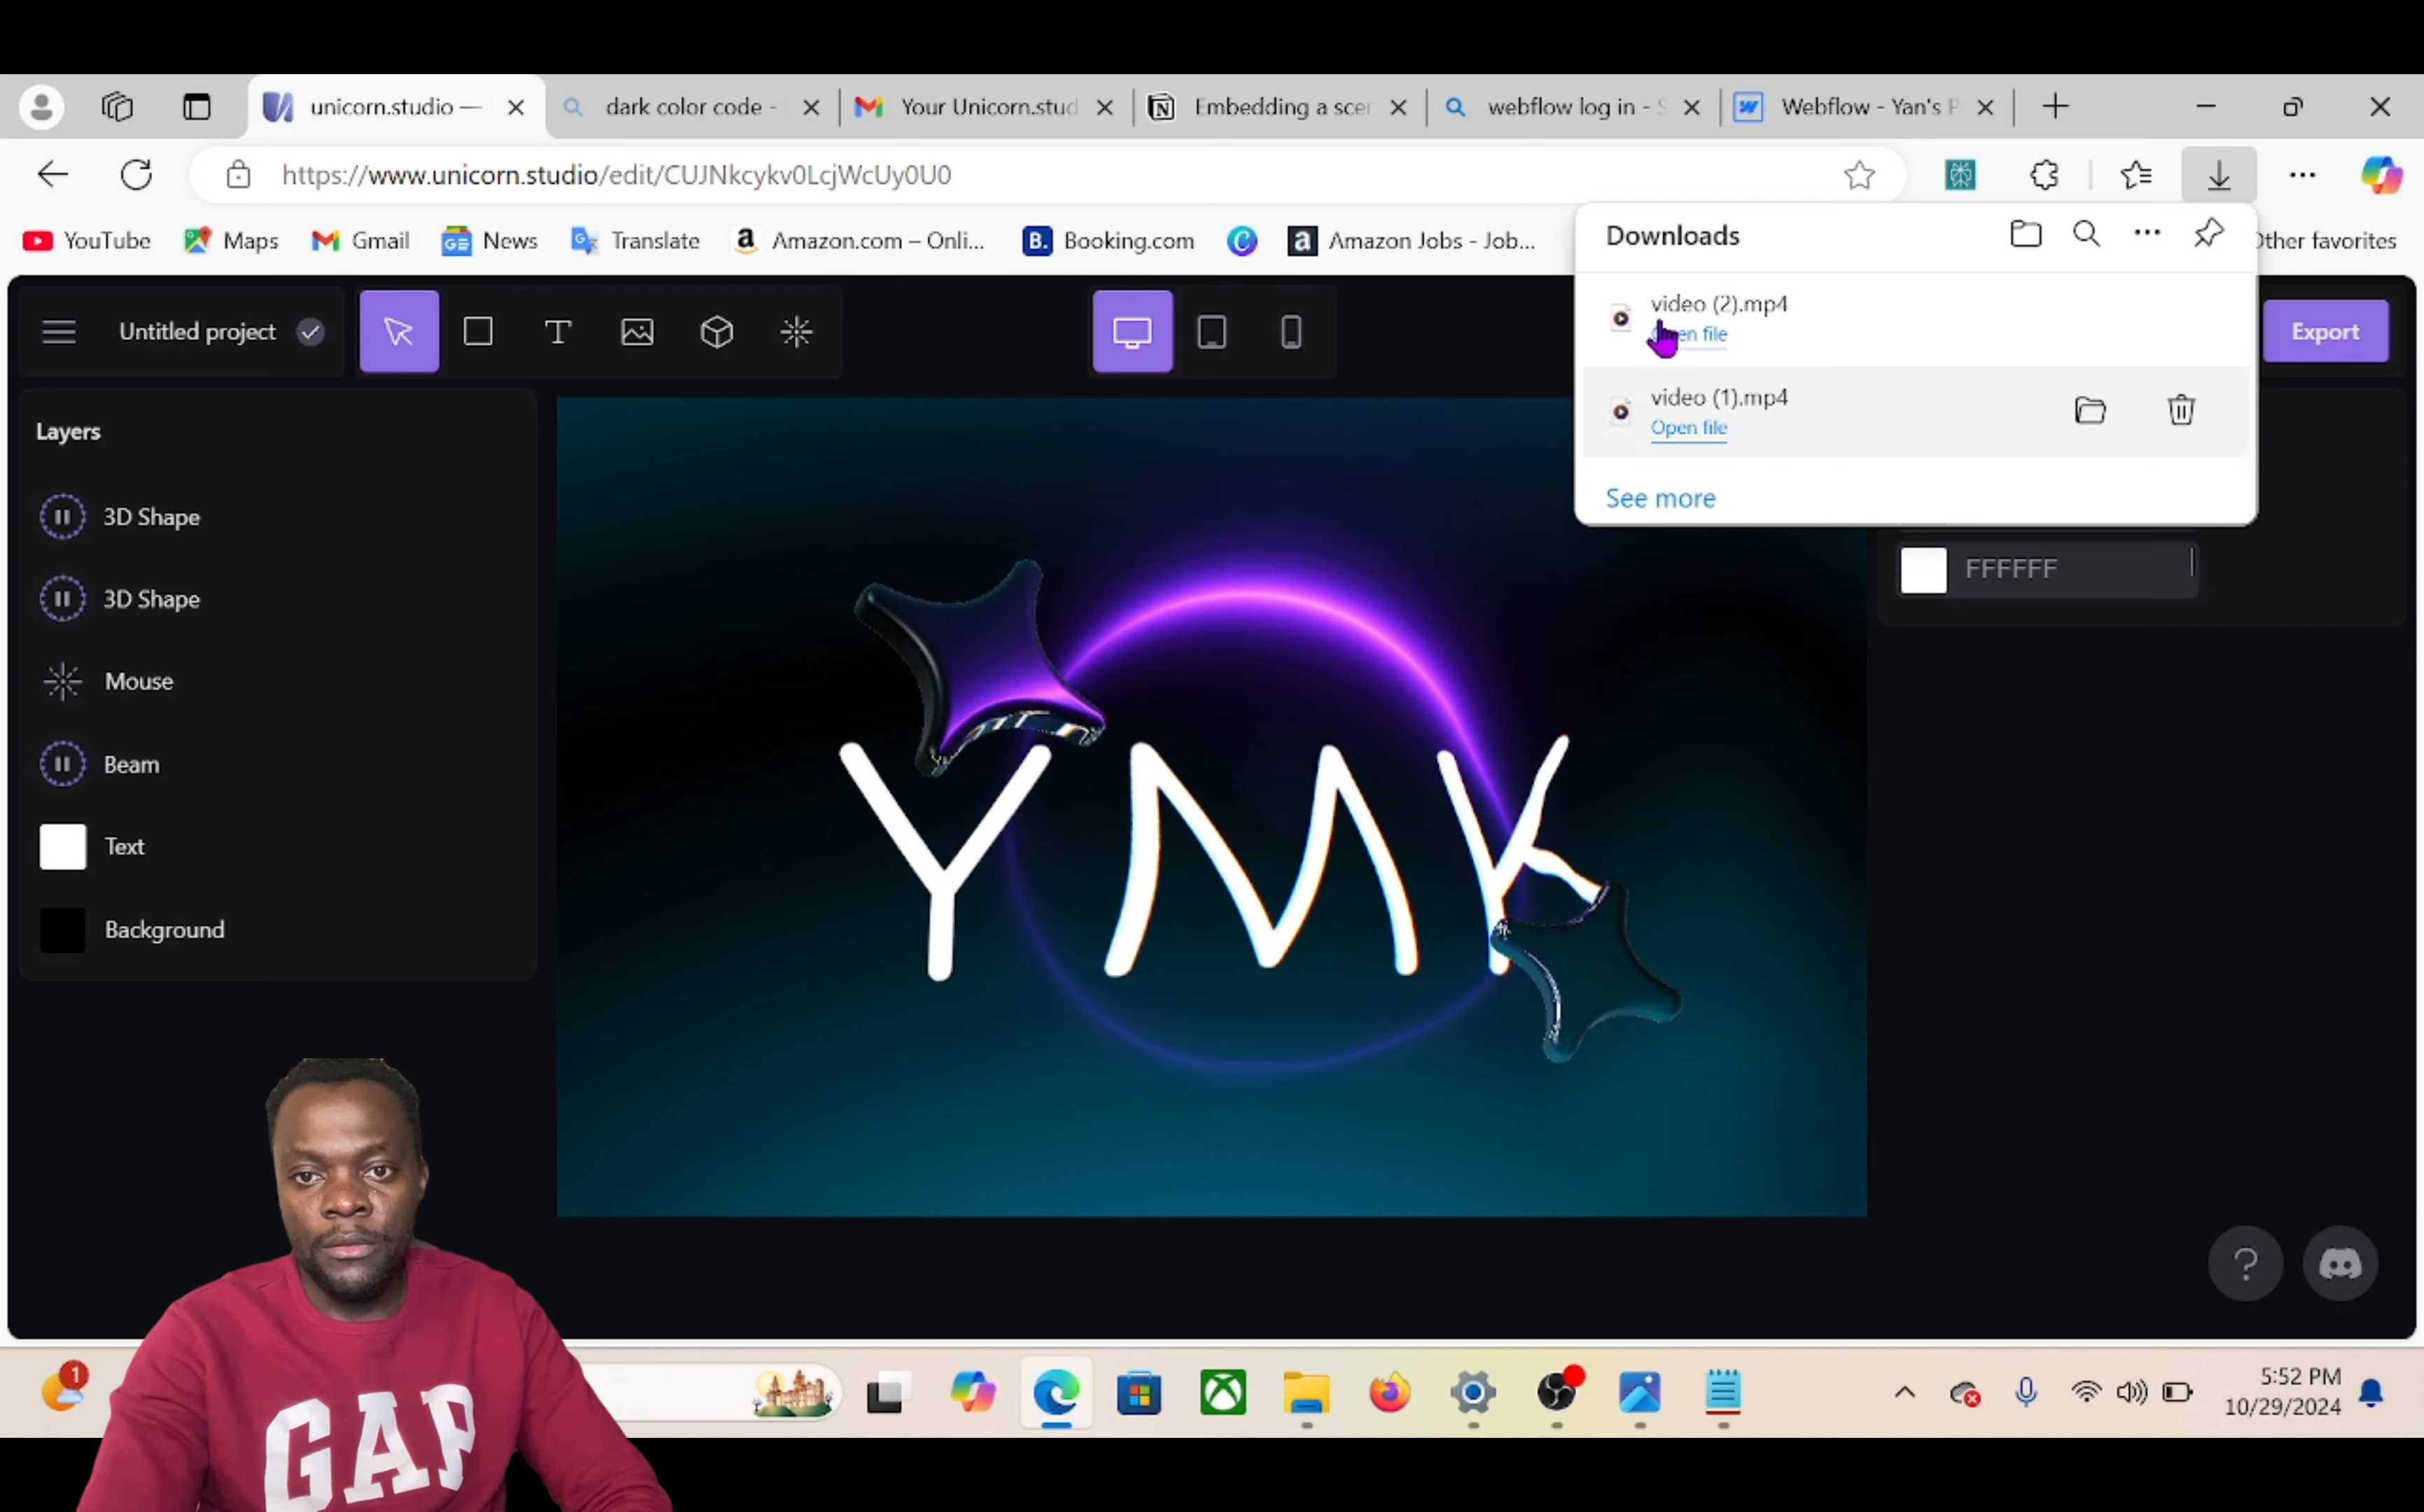 unicorn.studio —
dark color code -
Your Unicorn.stud
Embedding a scer
webflow log in - S
Webflow - Yan's P
https://www.unicorn.studio/edit/CUJNkcykv0LcjWcUy0U0
YouTube
Maps
Gmail
News
Translate
Amazon.com – Onli...
Booking.com
Amazon Jobs - Job...
Other favorites
Downloads
video (2).mp4
Open file
video (1).mp4
Open file
See more
Untitled project
Export
Layers
3D Shape
3D Shape
Mouse
Beam
Text
Background
FFFFFF
YMK
GAP
1
5:52 PM
10/29/2024